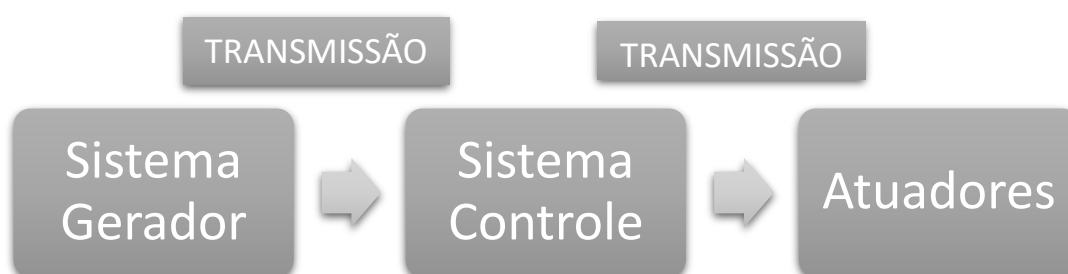 TRANSMISSÃO
TRANSMISSÃO
Sistema
Gerador
Sistema
Controle
Atuadores